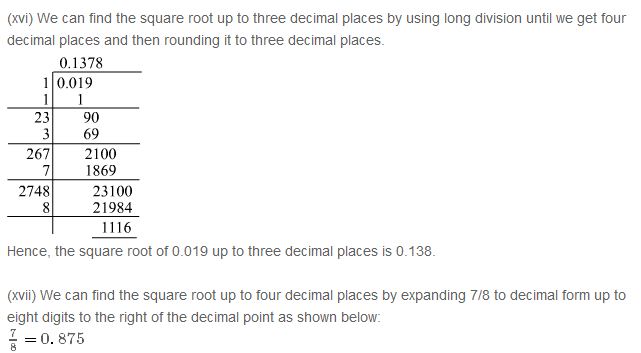 (xvi) We can find the square root up to three decimal places by using long division until we get four
decimal places and then rounding it to three decimal places.
0.1378
1 0.019
1 1
23 90
3 69
267 2100
7 1869
2748 23100
8 21984
1116
Hence, the square root of 0.019 up to three decimal places is 0.138.
(xvii) We can find the square root up to four decimal places by expanding 7/8 to decimal form up to
eight digits to the right of the decimal point as shown below:
7/8 = 0. 875